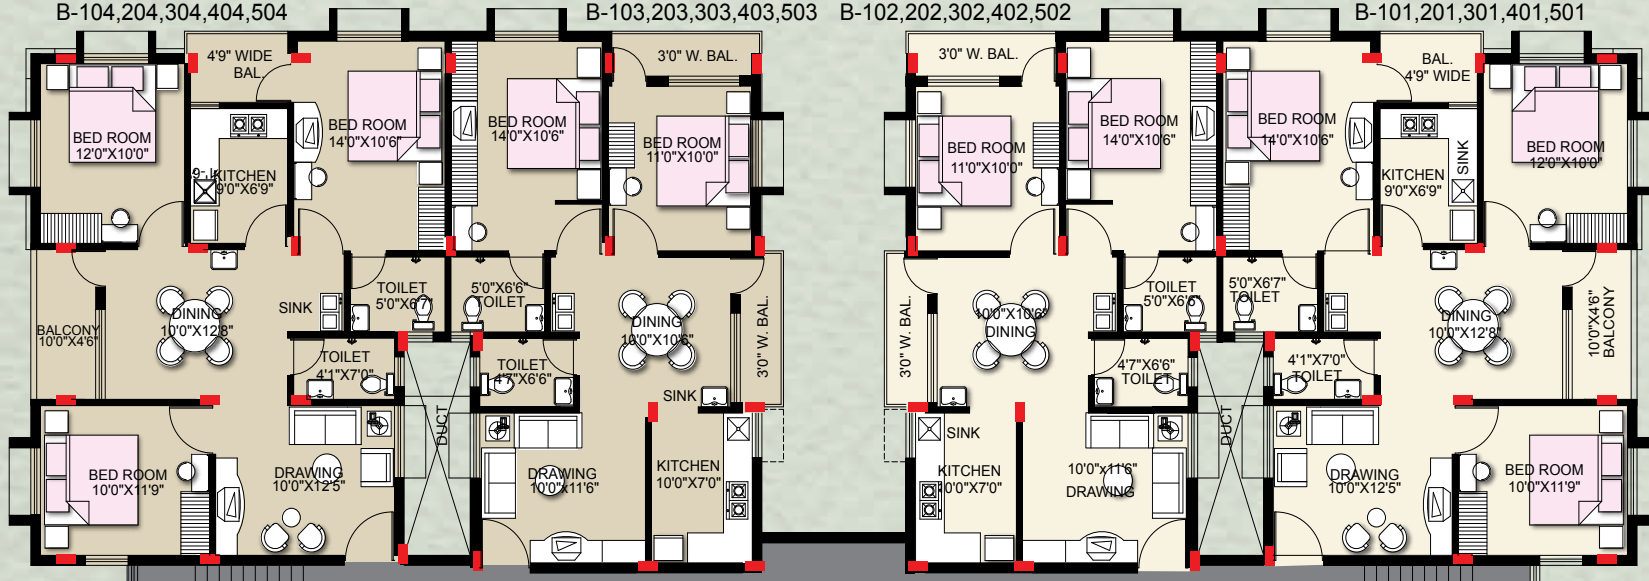 B-104,204,304,404,504
B-103,203,303,403,503
B-102,202,302,402,502
B-101,201,301,401,501
4'9" WIDE
BAL.
3'0" W. BAL.
3'0" W. BAL.
BAL.
4'9" WIDE
BED ROOM
12'0"X10'0"
BED ROOM
14'0"X10'6"
BED ROOM
14'0"X10'6"
BED ROOM
11'0"X10'0"
BED ROOM
11'0"X10'0"
BED ROOM
14'0"X10'6"
BED ROOM
14'0"X10'6"
BED ROOM
12'0"X10'0"
KITCHEN
9'0"X6'9"
KITCHEN
9'0"X6'9"
SINK
BALCONY
10'0"X4'6"
DINING
10'0"X12'8"
SINK
TOILET
5'0"X6'7"
5'0"X6'6"
TOILET
DINING
10'0"X10'6"
3'0" W. BAL.
3'0" W. BAL.
10'0"X10'6"
DINING
TOILET
5'0"X6'6"
5'0"X6'7"
TOILET
DINING
10'0"X12'8"
10'0"X4'6"
BALCONY
TOILET
4'1"X7'0"
TOILET
4'7"X6'6"
SINK
4'7"X6'6"
TOILET
4'1"X7'0"
TOILET
DUCT
DUCT
SINK
BED ROOM
10'0"X11'9"
DRAWING
10'0"X12'5"
DRAWING
10'0"x11'6"
KITCHEN
10'0"X7'0"
KITCHEN
10'0"X7'0"
10'0"x11'6"
DRAWING
DRAWING
10'0"X12'5"
BED ROOM
10'0"X11'9"